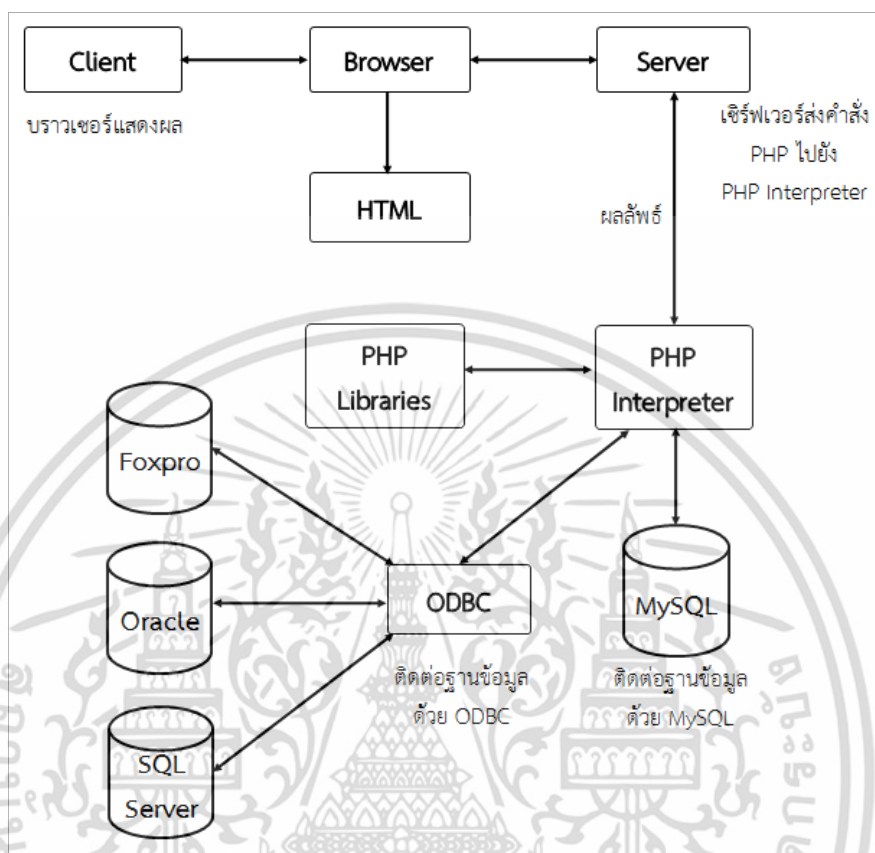 Client
Browser
Server
บราวเซอร์แสดงผล
เซิร์ฟเวอร์ส่งคำสั่ง
PHP ไปยัง
PHP Interpreter
HTML
ผลลัพธ์
PHP
Libraries
PHP
Interpreter
Foxpro
Oracle
SQL
Server
ODBC
ติดต่อฐานข้อมูล
ด้วย ODBC
MySQL
ติดต่อฐานข้อมูล
ด้วย MySQL